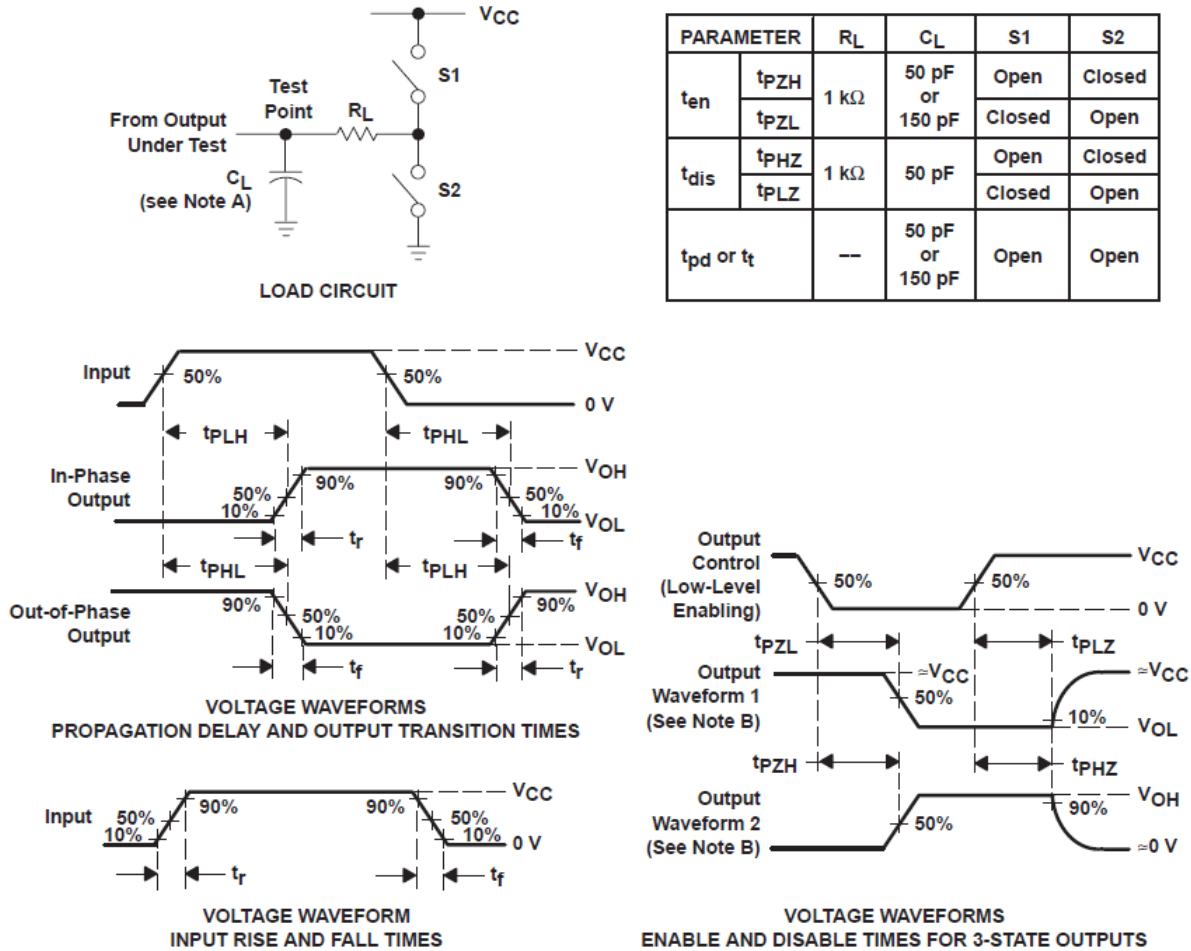 VCC
S1
Test
Point
RL
From Output
Under Test
CL
(see Note A)
S2
LOAD CIRCUIT
PARAMETER RL CL S1 S2
ten tPZH 1 kΩ 50 pF or 150 pF Open Closed
tPZL Closed Open
tdis tPHZ 1 kΩ 50 pF Open Closed
tPLZ Closed Open
tpd or tt −− 50 pF or 150 pF Open Open
Input 50% 50% VCC
0 V
tPLH tPHL
In-Phase
Output
50%
10%
90%
90%
50%
10%
VOH
VOL
tr tf
tPHL tPLH
Out-of-Phase
Output
90%
50%
10%
50%
10%
90%
VOH
VOL
tf tr
VOLTAGE WAVEFORMS
PROPAGATION DELAY AND OUTPUT TRANSITION TIMES
Input
50%
10%
90%
90%
50%
10%
VCC
0 V
tr tf
VOLTAGE WAVEFORM
INPUT RISE AND FALL TIMES
Output
Control
(Low-Level
Enabling)
50%
50%
VCC
0 V
tPZL tPLZ
Output
Waveform 1
(See Note B)
≈VCC
50%
10%
≈VCC
VOL
tPZH tPHZ
Output
Waveform 2
(See Note B)
50%
90%
VOH
≈0 V
VOLTAGE WAVEFORMS
ENABLE AND DISABLE TIMES FOR 3-STATE OUTPUTS